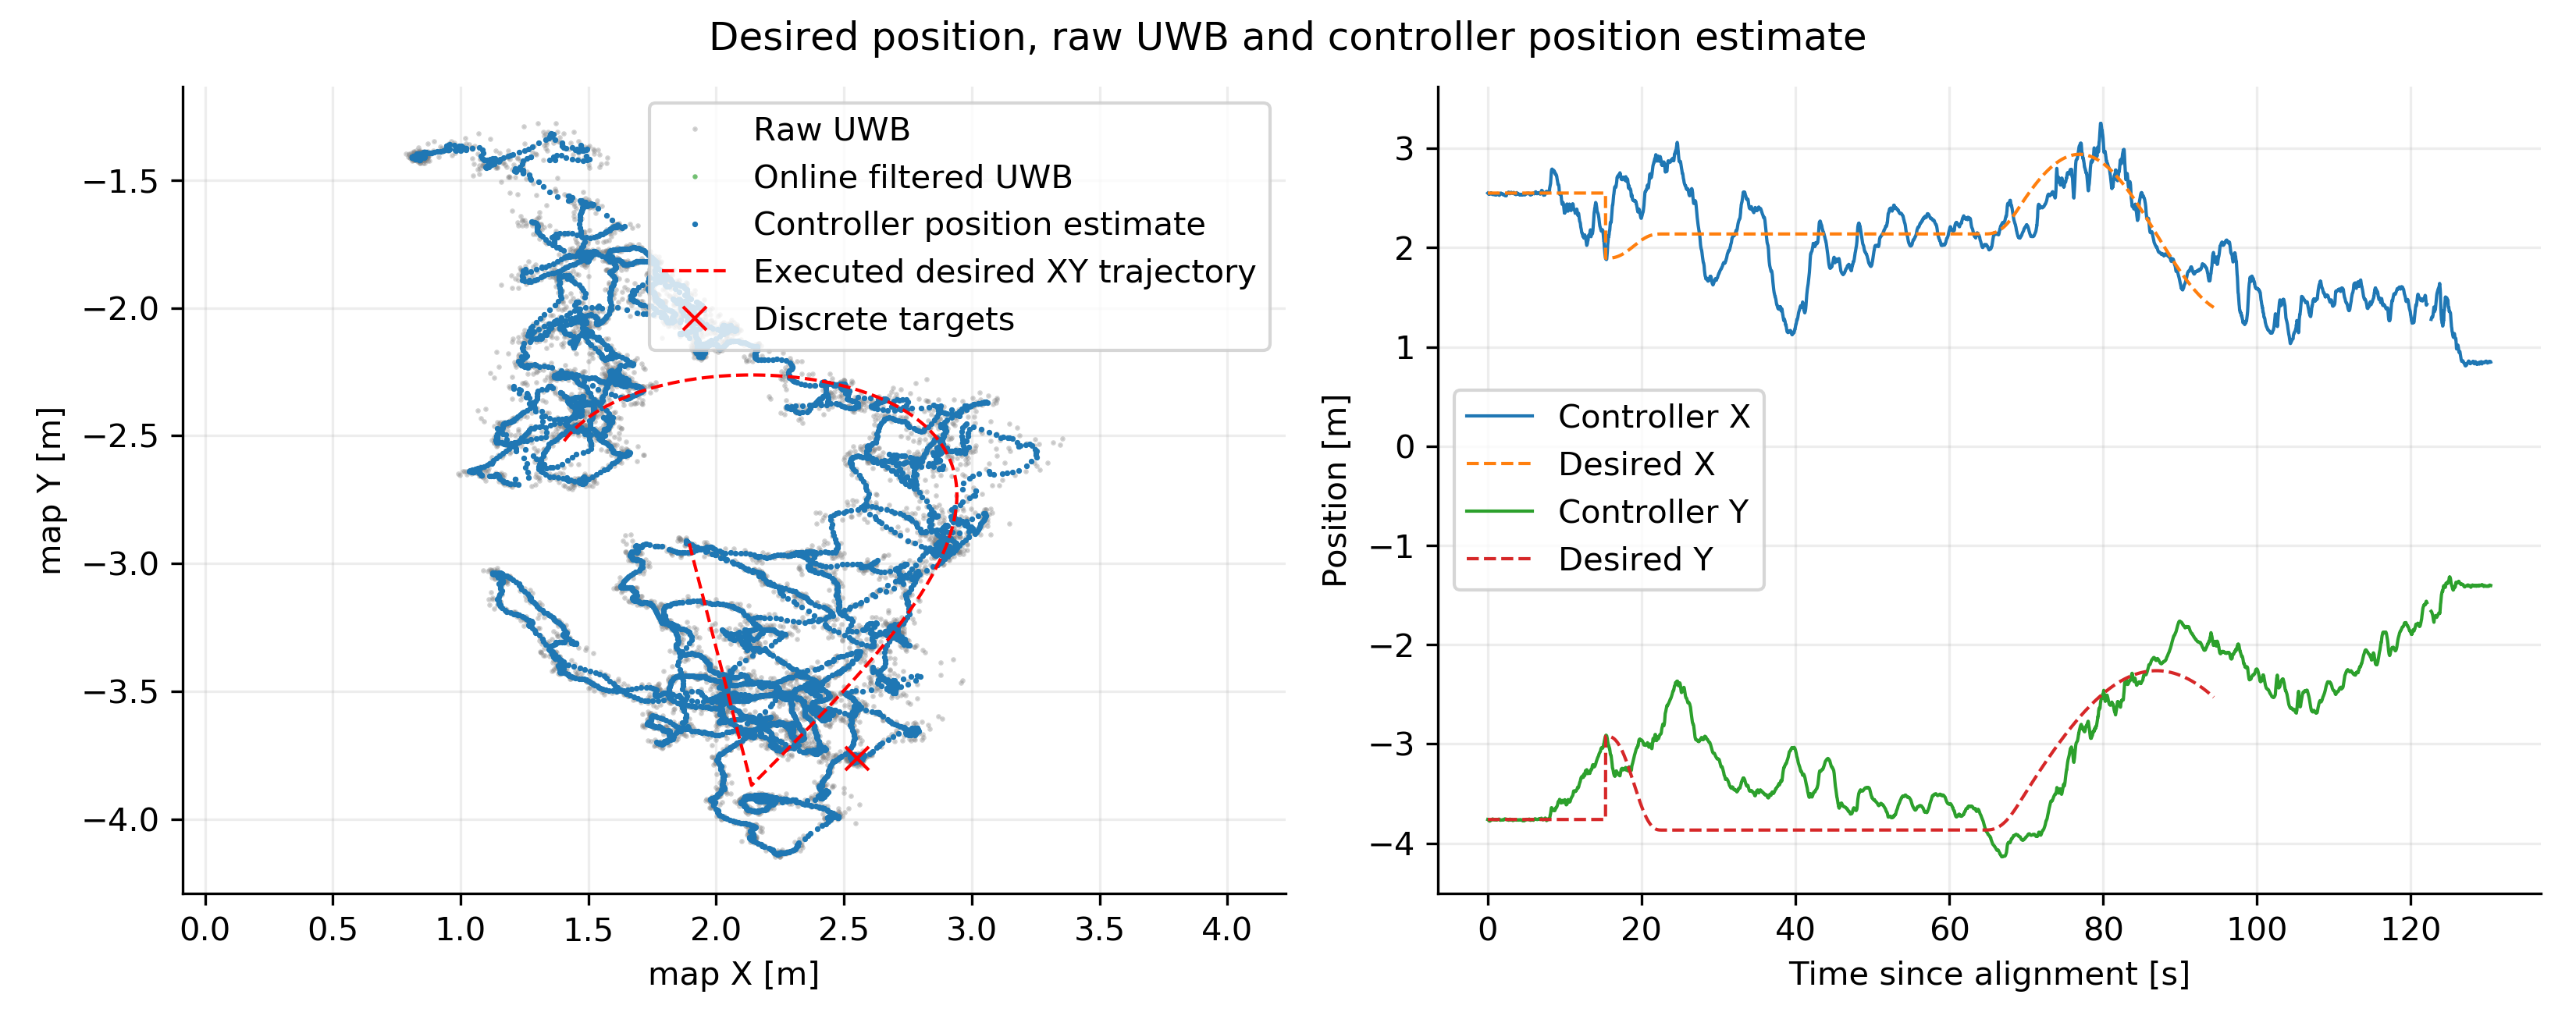 Desired position, raw UWB and controller position estimate
Raw UWB
Online filtered UWB
Controller position estimate
Executed desired XY trajectory
Discrete targets
−1.5
−2.0
−2.5
−3.0
−3.5
−4.0
map Y [m]
0.0 0.5 1.0 1.5 2.0 2.5 3.0 3.5 4.0
map X [m]
3
2
1
0
−1
−2
−3
−4
Position [m]
Controller X
Desired X
Controller Y
Desired Y
0 20 40 60 80 100 120
Time since alignment [s]